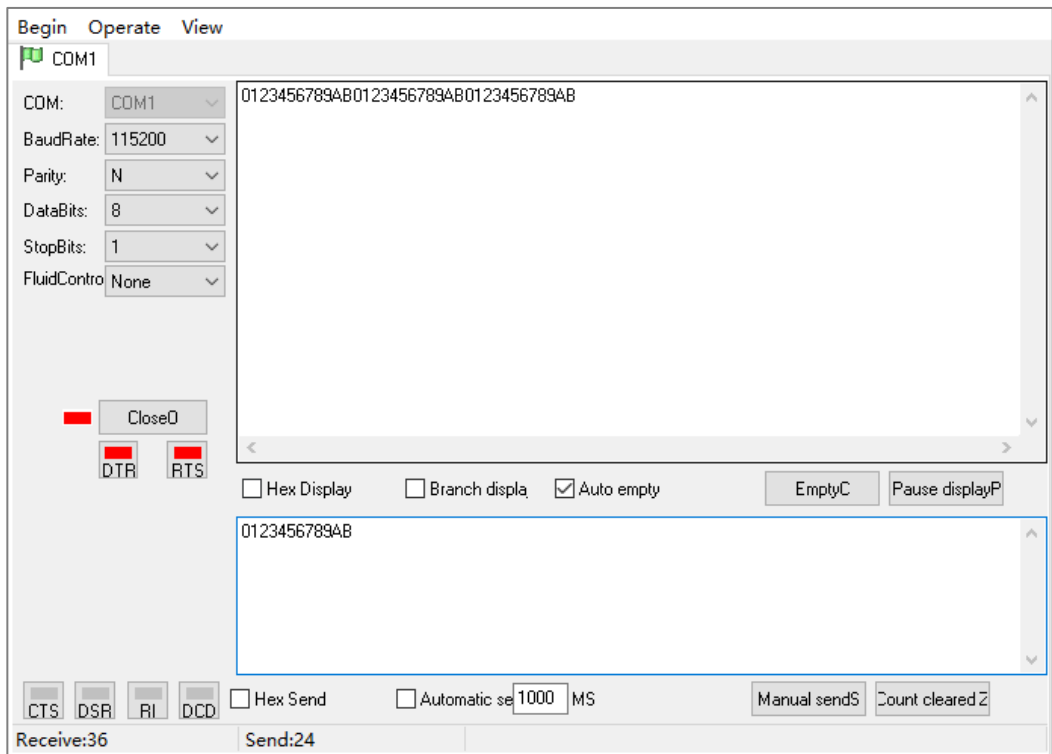 Begin Operate View
COM1
COM: COM1
BaudRate: 115200
Parity: N
DataBits: 8
StopBits: 1
FluidContro None
CloseO
DTR RTS
0123456789AB0123456789AB0123456789AB
Hex Display Branch displa Auto empty EmptyC Pause displayP
0123456789AB
CTS DSR RI DCD Hex Send Automatic se 1000 MS Manual sendS Count cleared Z
Receive:36 Send:24